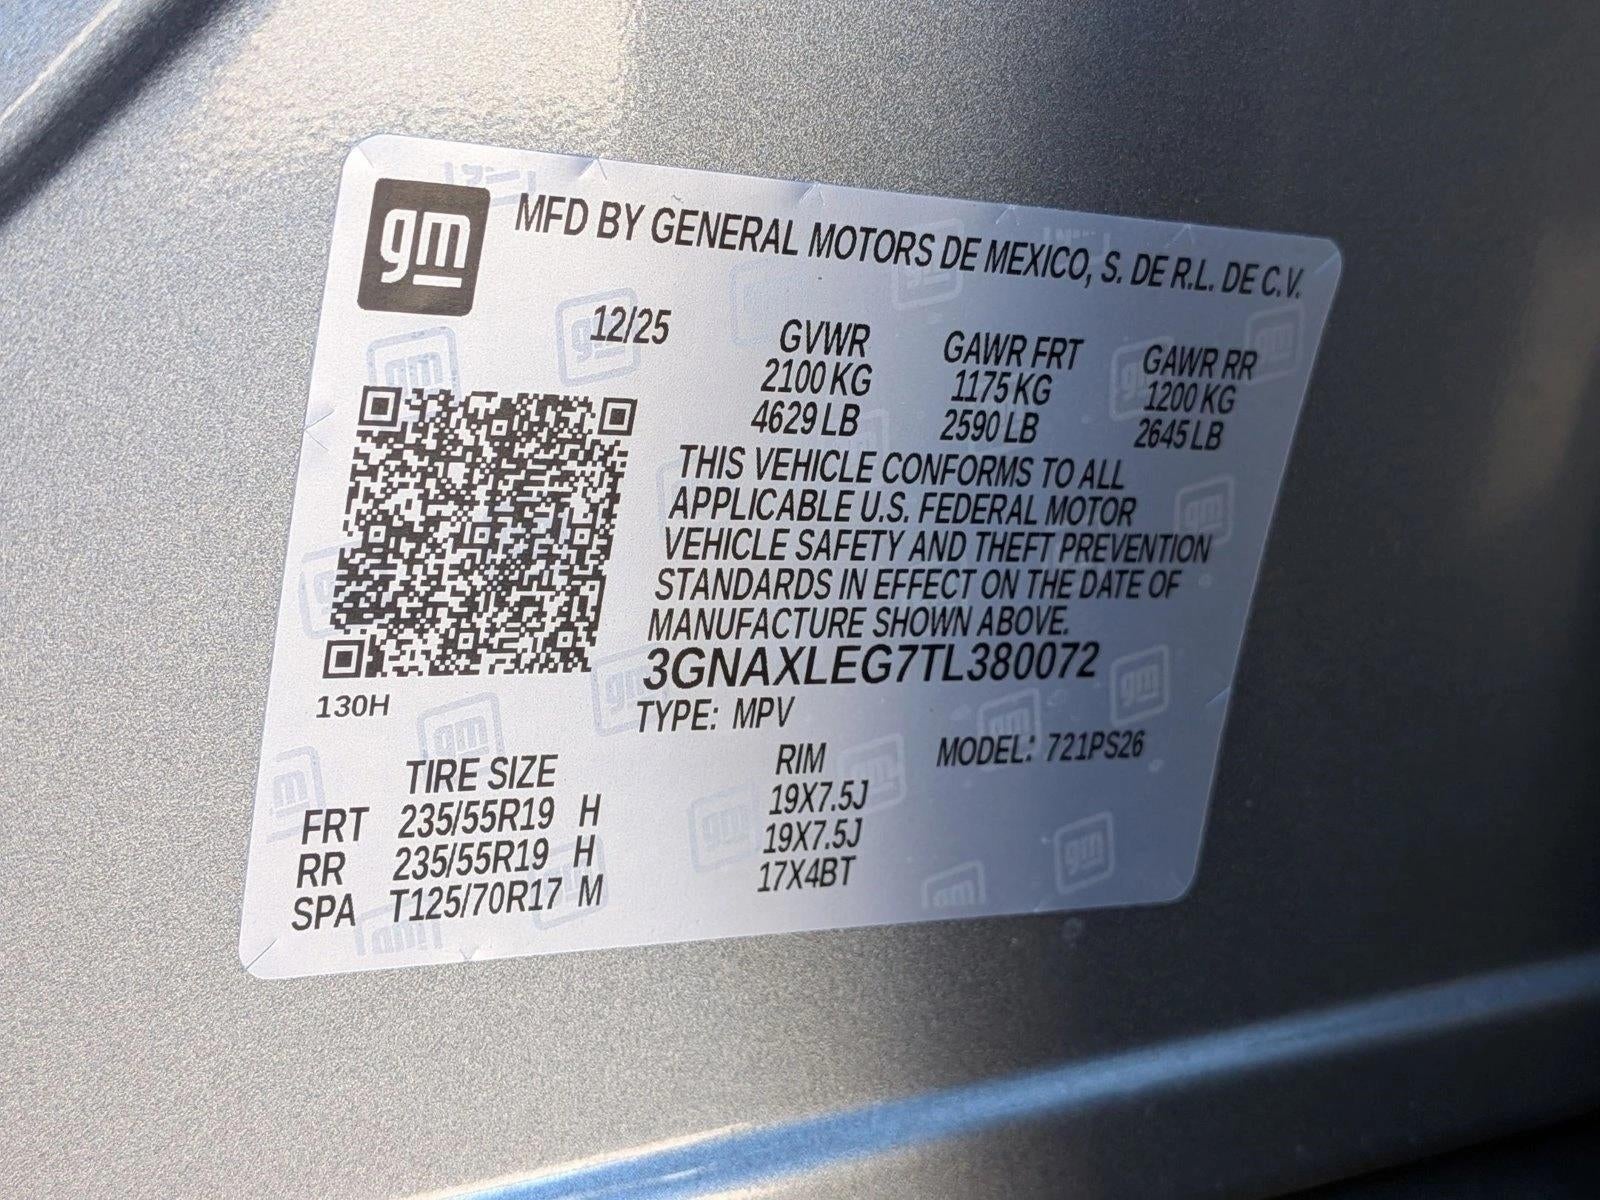 gm
MFD BY GENERAL MOTORS DE MEXICO, S. DE R.L. DE C.V.
12/25 GVWR GAWR FRT GAWR RR
2100 KG 1175 KG 1200 KG
4629 LB 2590 LB 2645 LB
THIS VEHICLE CONFORMS TO ALL
APPLICABLE U.S. FEDERAL MOTOR
VEHICLE SAFETY AND THEFT PREVENTION
STANDARDS IN EFFECT ON THE DATE OF
MANUFACTURE SHOWN ABOVE.
3GNAXLEG7TL380072
130H
TYPE: MPV
MODEL: 721PS26
TIRE SIZE RIM
FRT 235/55R19 H 19X7.5J
RR 235/55R19 H 19X7.5J
SPA T125/70R17 M 17X4BT